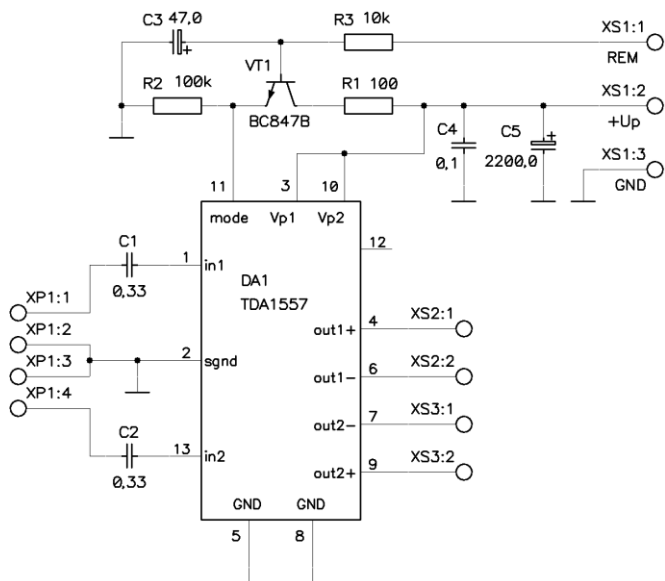 C3 47,0
R3 10k
XS1:1
REM
VT1
R2 100k
R1 100
XS1:2
+Up
BC847B
C4
0,1
C5
2200,0
+
+
XS1:3
GND
11
3
10
mode
Vp1
Vp2
12
C1
0,33
1
in1
DA1
TDA1557
XP1:1
XP1:2
XP1:3
XP1:4
2
sgnd
out1+
4
XS2:1
out1-
6
XS2:2
out2-
7
XS3:1
out2+
9
XS3:2
C2
0,33
13
in2
GND
GND
5
8